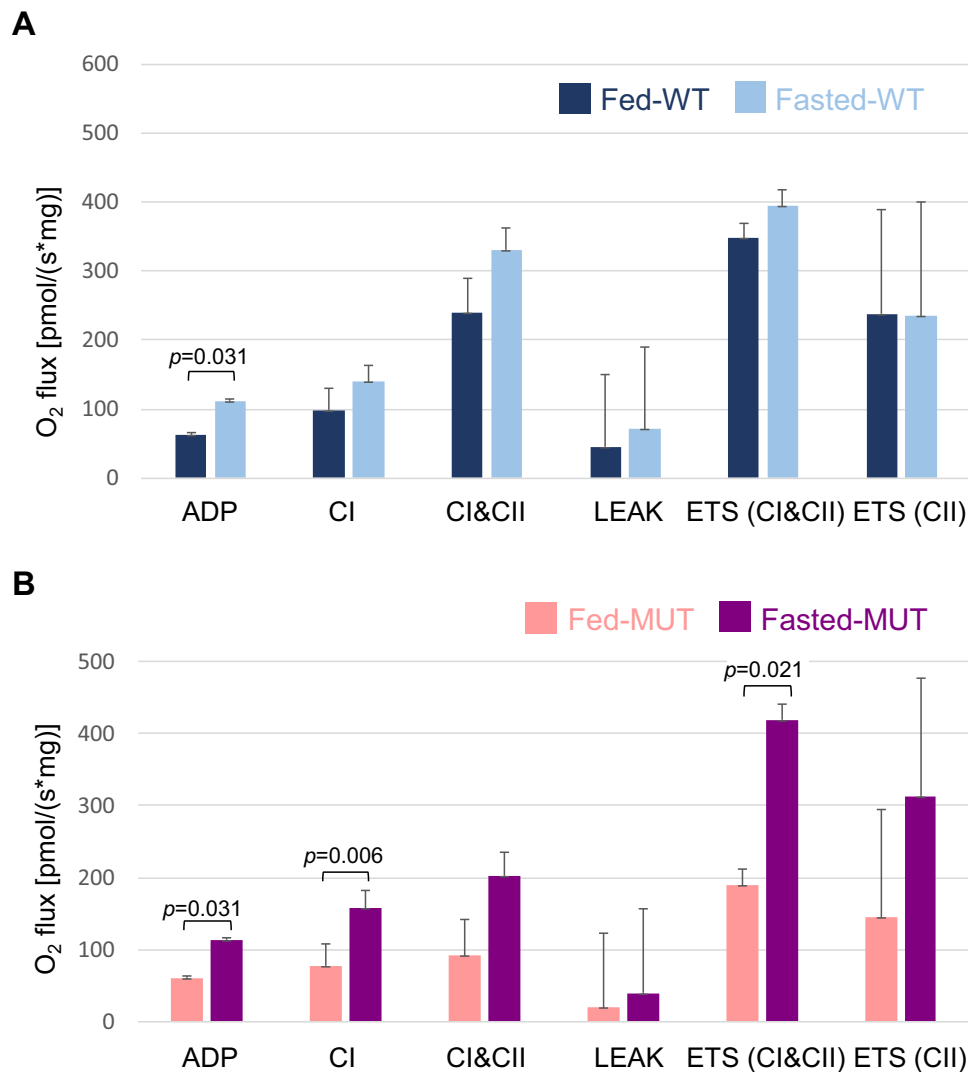 A
600
Fed-WT Fasted-WT
500
400
300
200
p=0.031
100
0
O₂ flux [pmol/(s*mg)]
ADP CI CI&CII LEAK ETS (CI&CII) ETS (CII)
B
Fed-MUT Fasted-MUT
500
p=0.021
400
300
p=0.006
200
p=0.031
100
0
O₂ flux [pmol/(s*mg)]
ADP CI CI&CII LEAK ETS (CI&CII) ETS (CII)